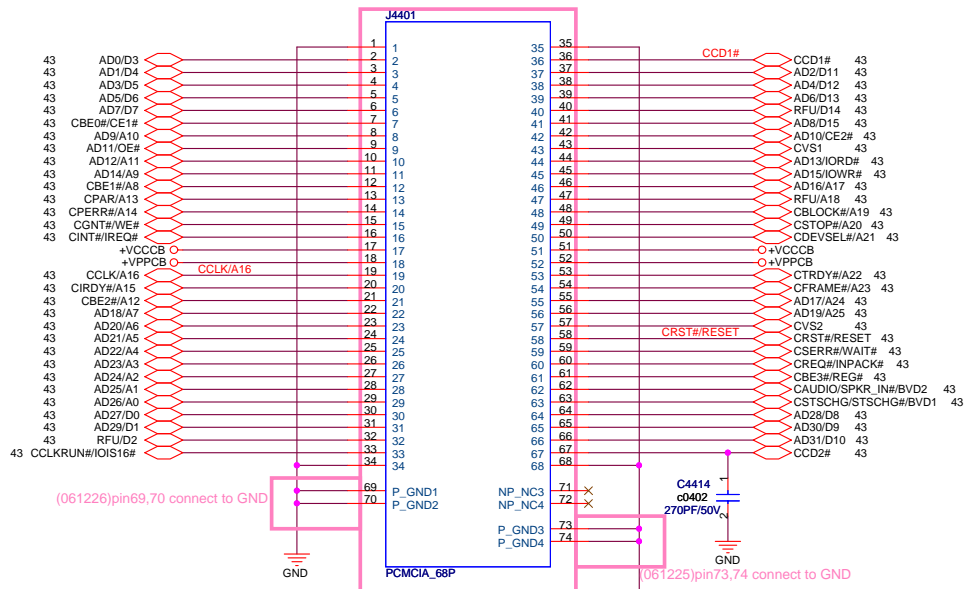 J4401
1 1 35 35
43 AD0/D3 2 2 36 36 CCD1# CCD1# 43
43 AD1/D4 3 3 37 37 AD2/D11 43
43 AD3/D5 4 4 38 38 AD4/D12 43
43 AD5/D6 5 5 39 39 AD6/D13 43
43 AD7/D7 6 6 40 40 RFU/D14 43
43 CBE0#/CE1# 7 7 41 41 AD8/D15 43
43 AD9/A10 8 8 42 42 AD10/CE2# 43
43 AD11/OE# 9 9 43 43 CVS1 43
43 AD12/A11 10 10 44 44 AD13/IORD# 43
43 AD14/A9 11 11 45 45 AD15/IOWR# 43
43 CBE1#/A8 12 12 46 46 AD16/A17 43
43 CPAR/A13 13 13 47 47 RFU/A18 43
43 CPERR#/A14 14 14 48 48 CBLOCK#/A19 43
43 CGNT#/WE# 15 15 49 49 CSTOP#/A20 43
43 CINT#/IREQ# 16 16 50 50 CDEVSEL#/A21 43
+VCCCB 17 17 51 51 +VCCCB
+VPPCB 18 18 52 52 +VPPCB
43 CCLK/A16 CCLK/A16 19 19 53 53 CTRDY#/A22 43
43 CIRDY#/A15 20 20 54 54 CFRAME#/A23 43
43 CBE2#/A12 21 21 55 55 AD17/A24 43
43 AD18/A7 22 22 56 56 AD19/A25 43
43 AD20/A6 23 23 57 57 CVS2 43
43 AD21/A5 24 24 58 58 CRST#/RESET CRST#/RESET 43
43 AD22/A4 25 25 59 59 CSERR#/WAIT# 43
43 AD23/A3 26 26 60 60 CREQ#/INPACK# 43
43 AD24/A2 27 27 61 61 CBE3#/REG# 43
43 AD25/A1 28 28 62 62 CAUDIO/SPKR_IN#/BVD2 43
43 AD26/A0 29 29 63 63 CSTSCHG/STSCHG#/BVD1 43
43 AD27/D0 30 30 64 64 AD28/D8 43
43 AD29/D1 31 31 65 65 AD30/D9 43
43 RFU/D2 32 32 66 66 AD31/D10 43
43 CCLKRUN#/IOIS16# 33 33 67 67 CCD2# 43
34 34 68 68
69 P_GND1 NP_NC3 71
70 P_GND2 NP_NC4 72
P_GND3 73
P_GND4 74
(061226)pin69,70 connect to GND
C4414 1
c0402
270PF/50V 2
GND
GND
PCMCIA_68P
(061225)pin73,74 connect to GND